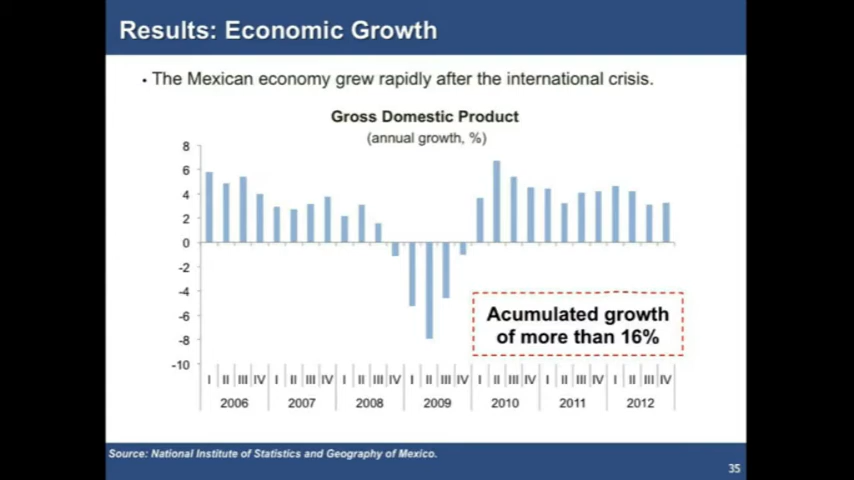 Results: Economic Growth
• The Mexican economy grew rapidly after the international crisis.
Gross Domestic Product
(annual growth, %)
8
6
4
2
0
-2
-4
-6
-8
-10
Acumulated growth
of more than 16%
I II III IV I II III IV I II III IV I II III IV I II III IV I II III IV I II III IV
2006 2007 2008 2009 2010 2011 2012
Source: National Institute of Statistics and Geography of Mexico.
35